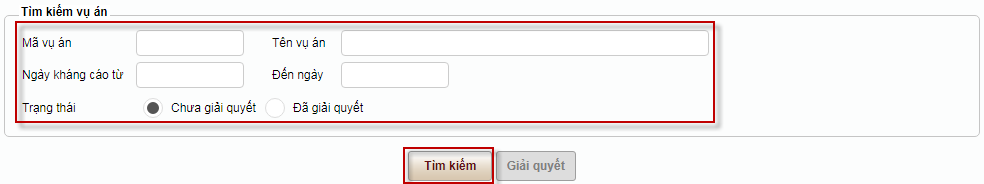 Tìm kiếm vụ án
Mã vụ án Tên vụ án
Ngày kháng cáo từ Đến ngày
Trạng thái Chưa giải quyết Đã giải quyết
Tìm kiếm Giải quyết